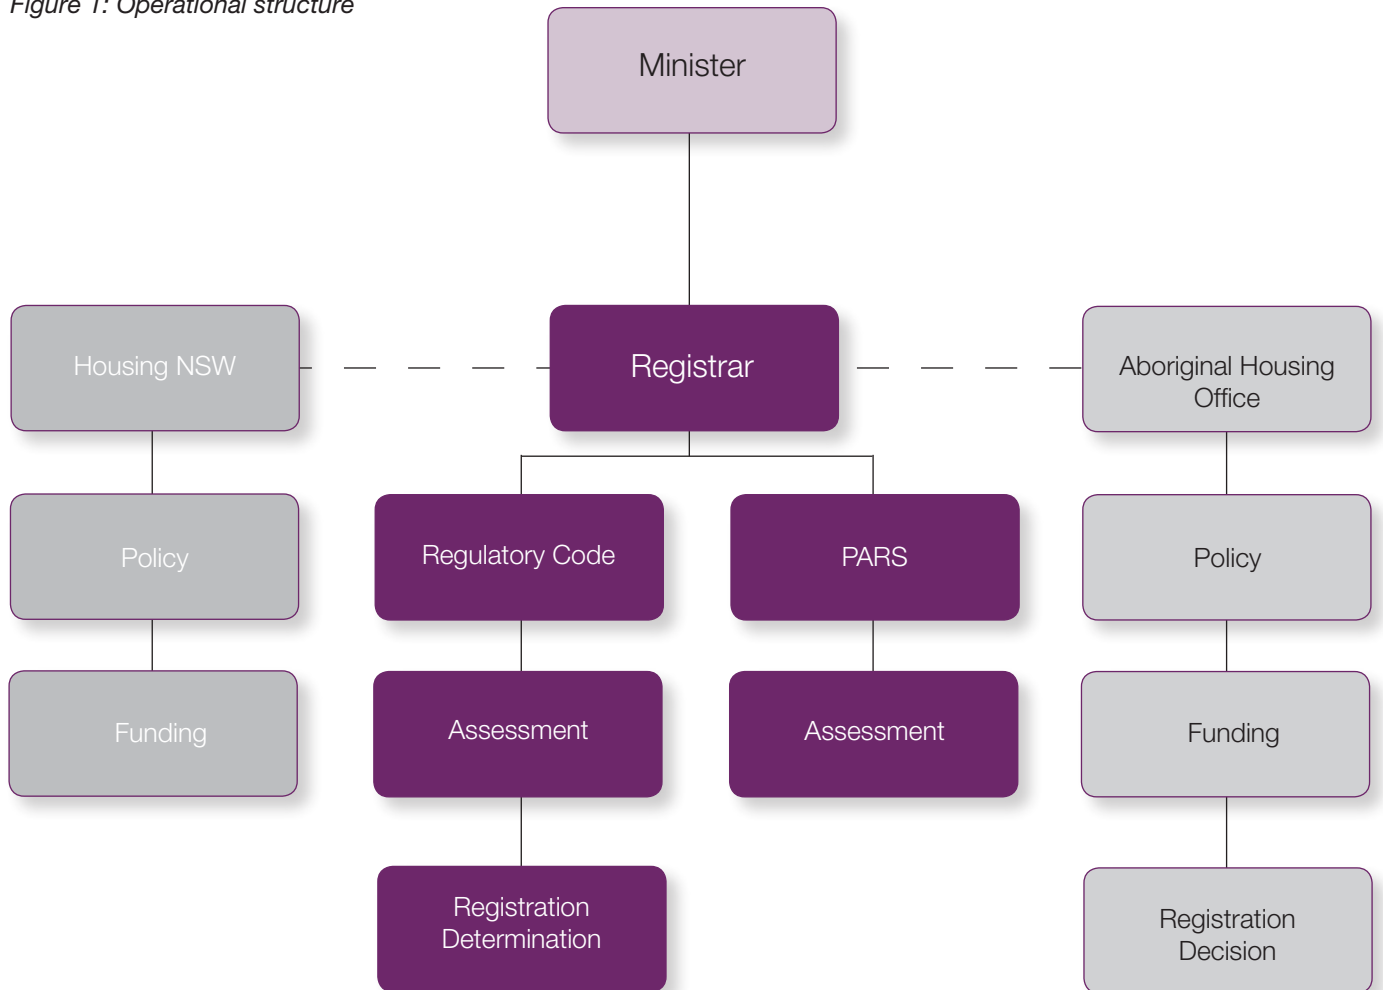 Figure 1: Operational structure
Minister
Housing NSW
Registrar
Aboriginal Housing
Office
Policy
Regulatory Code
PARS
Policy
Funding
Assessment
Assessment
Funding
Registration
Determination
Registration
Decision